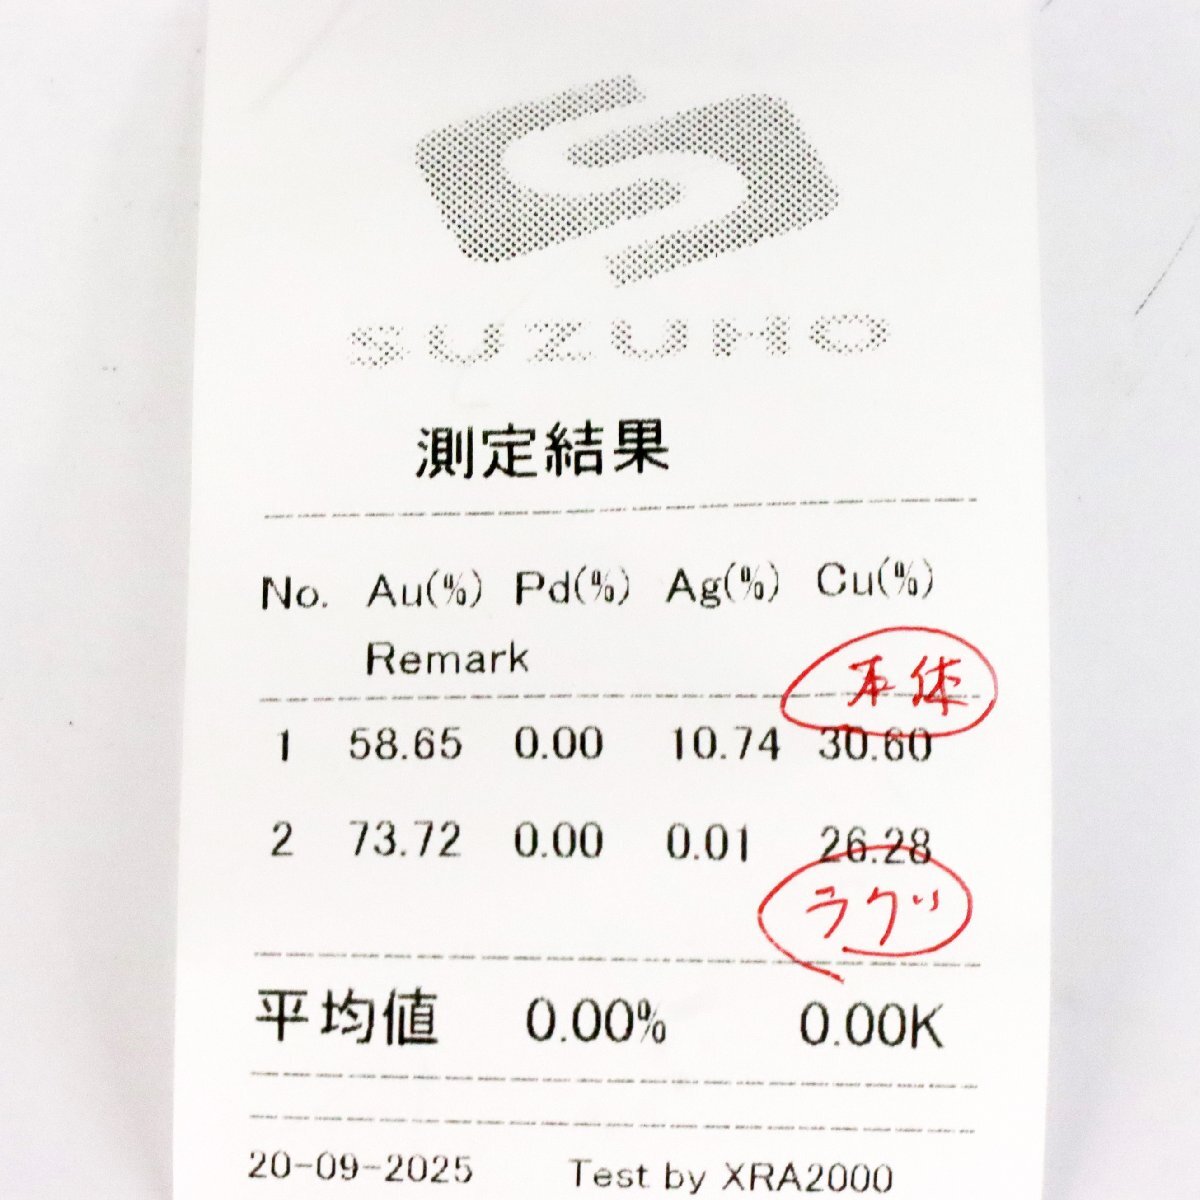 SUZUHO
測定結果
No. Au(%) Pd(%) Ag(%) Cu(%)
Remark
本体
1 58.65 0.00 10.74 30.60
2 73.72 0.00 0.01 26.28
ラグ
平均値 0.00% 0.00K
20-09-2025 Test by XRA2000